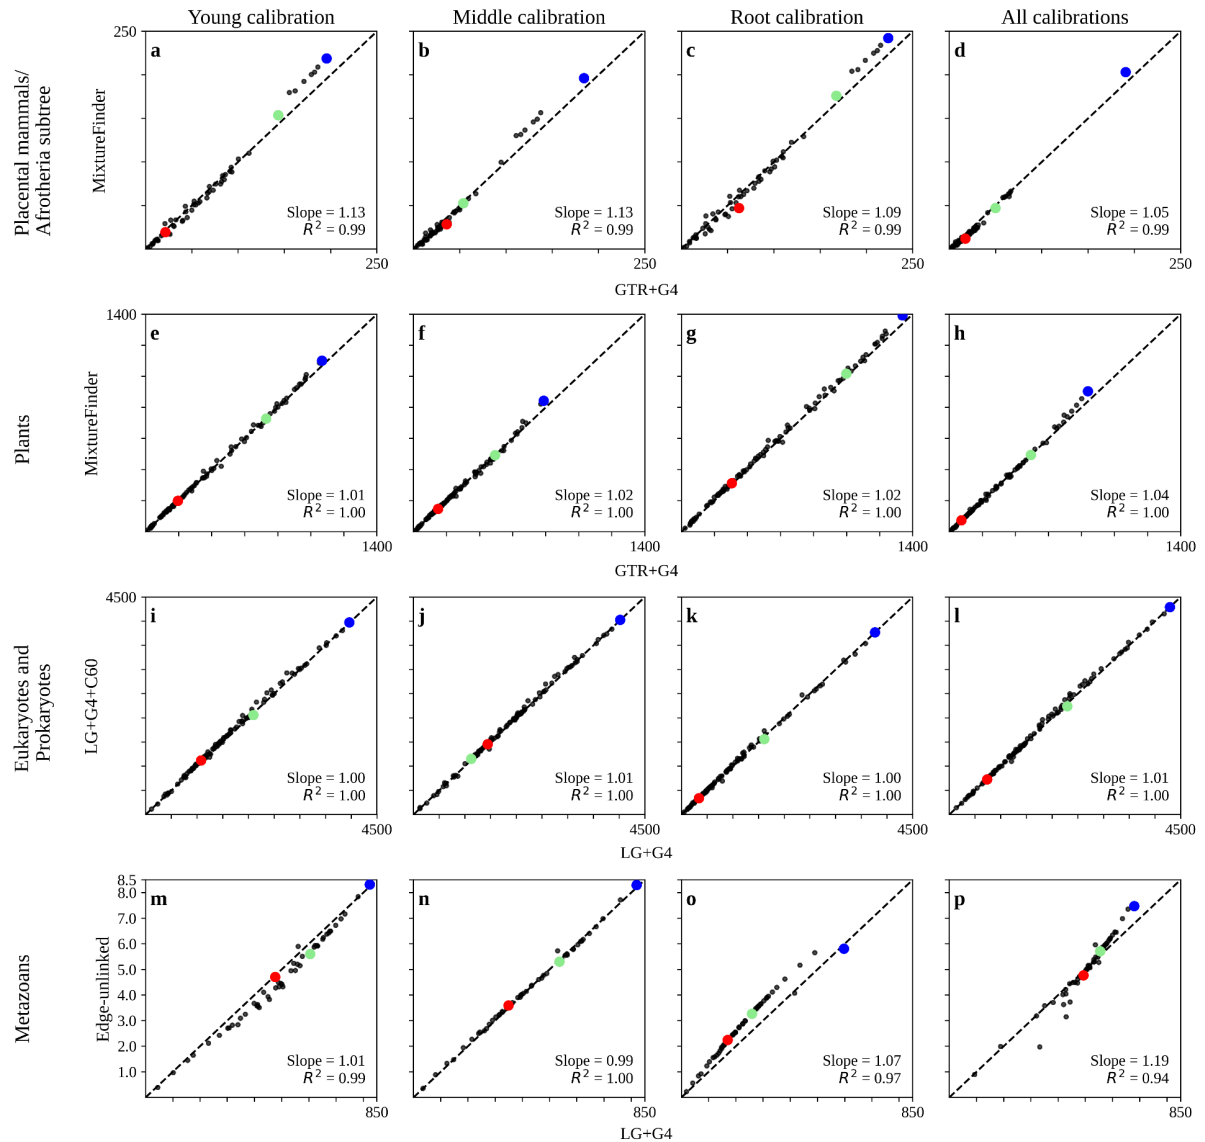 Young calibration
Middle calibration
Root calibration
All calibrations
Placental mammals/
Afrotheria subtree
MixtureFinder
250
a
Slope = 1.13
R² = 0.99
250
b
Slope = 1.13
R² = 0.99
250
c
Slope = 1.09
R² = 0.99
250
d
Slope = 1.05
R² = 0.99
250
GTR+G4
Plants
MixtureFinder
1400
e
Slope = 1.01
R² = 1.00
1400
f
Slope = 1.02
R² = 1.00
1400
g
Slope = 1.02
R² = 1.00
1400
h
Slope = 1.04
R² = 1.00
1400
GTR+G4
Eukaryotes and
Prokaryotes
LG+G4+C60
4500
i
Slope = 1.00
R² = 1.00
4500
j
Slope = 1.01
R² = 1.00
4500
k
Slope = 1.00
R² = 1.00
4500
l
Slope = 1.01
R² = 1.00
4500
LG+G4
Metazoans
Edge-unlinked
8.5
8.0
7.0
6.0
5.0
4.0
3.0
2.0
1.0
m
Slope = 1.01
R² = 0.99
850
n
Slope = 0.99
R² = 1.00
850
o
Slope = 1.07
R² = 0.97
850
p
Slope = 1.19
R² = 0.94
850
LG+G4